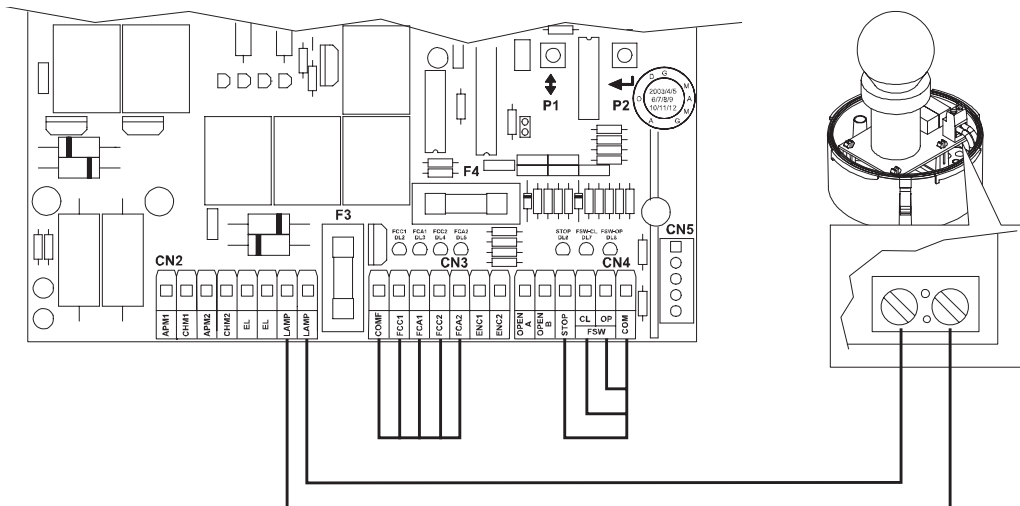 P1
P2
D G M A G A D
2003/4/5
6/7/8/9
10/11/12
F4
F3
FCC1
DL2
FCA1
DL3
FCC2
DL4
FCA2
DL5
STOP
DL6
FSW-CL
DL7
FSW-OP
DL8
CN5
CN2
CN3
CN4
APM1
CHM1
APM2
CHM2
EL
EL
LAMP
LAMP
COMF
FCC1
FCA1
FCC2
FCA2
ENC1
ENC2
OPEN
A
OPEN
B
STOP
CL
OP
FSW
COM